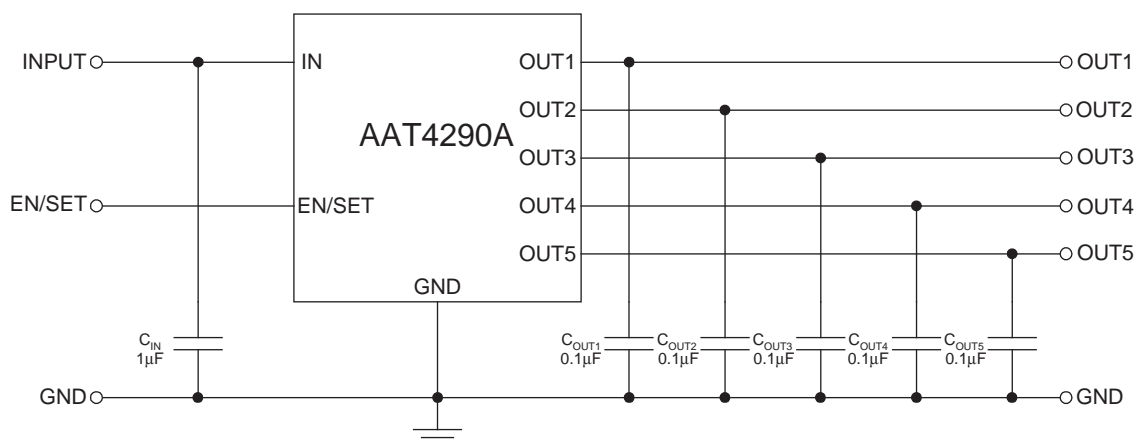 INPUT
IN
OUT1
OUT1
OUT2
OUT2
AAT4290A
OUT3
OUT3
EN/SET
EN/SET
OUT4
OUT4
OUT5
OUT5
GND
CIN
1µF
COUT1
0.1µF
COUT2
0.1µF
COUT3
0.1µF
COUT4
0.1µF
COUT5
0.1µF
GND
GND